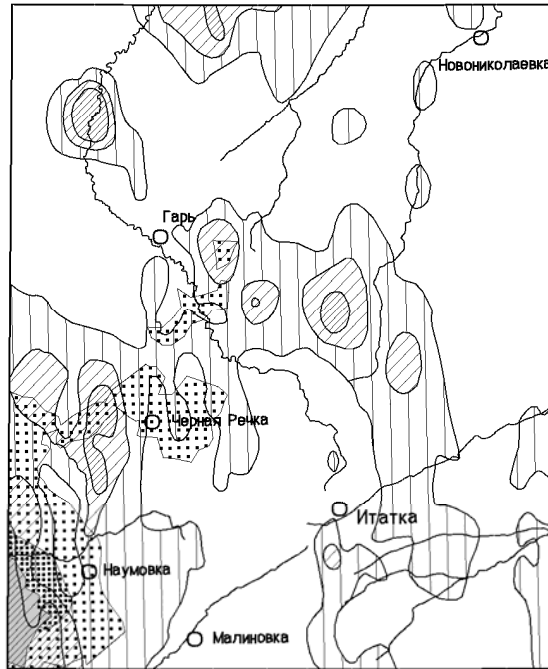 Новониколаевка
Гарь
Черная Речка
Итатка
Наумовка
Малиновка